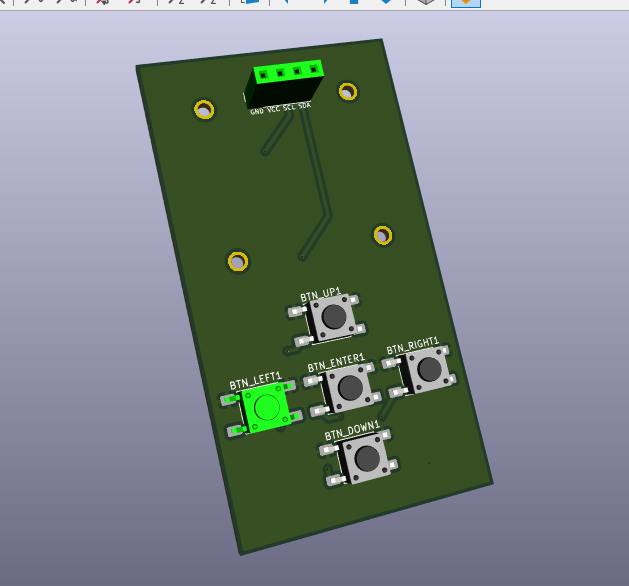 GND VCC SCL SDA
BTN_UP1
BTN_RIGHT1
BTN_ENTER1
BTN_LEFT1
BTN_DOWN1